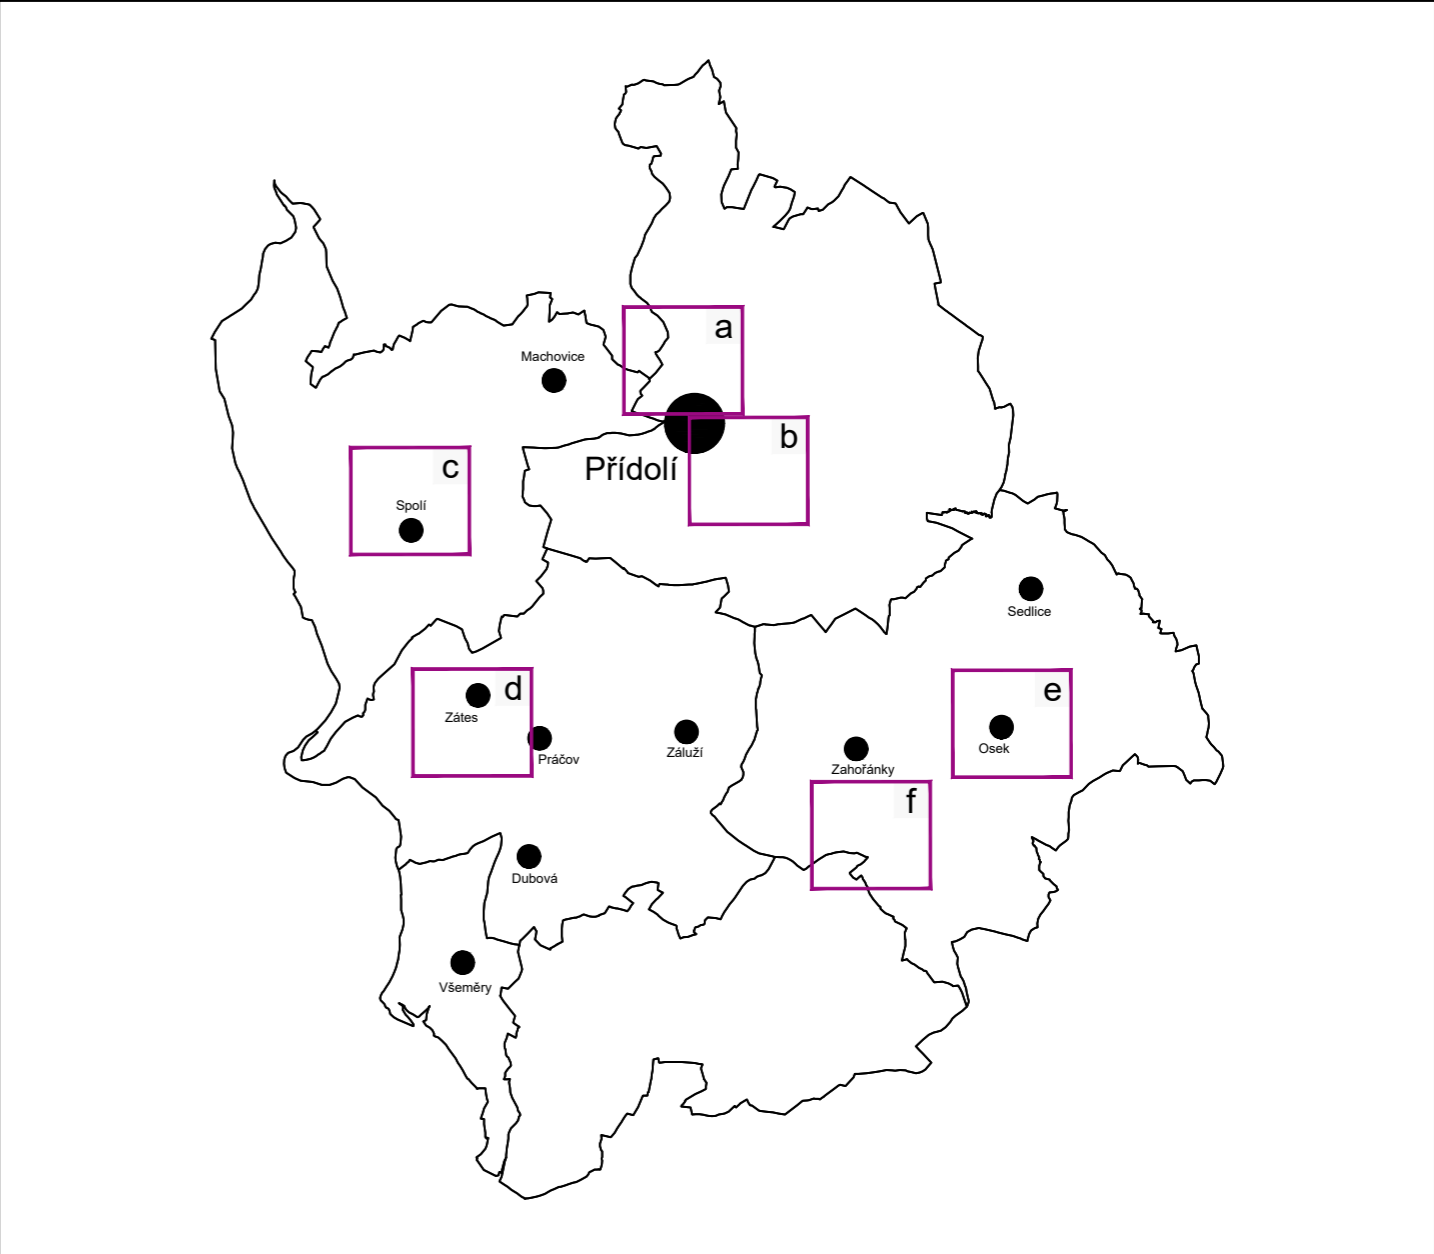 a
Machovice
b
Přídolí
c
Spolí
Sedlice
d
Zátes
e
Osek
Práčov
Záluží
Zahořánky
f
Dubová
Všeměry